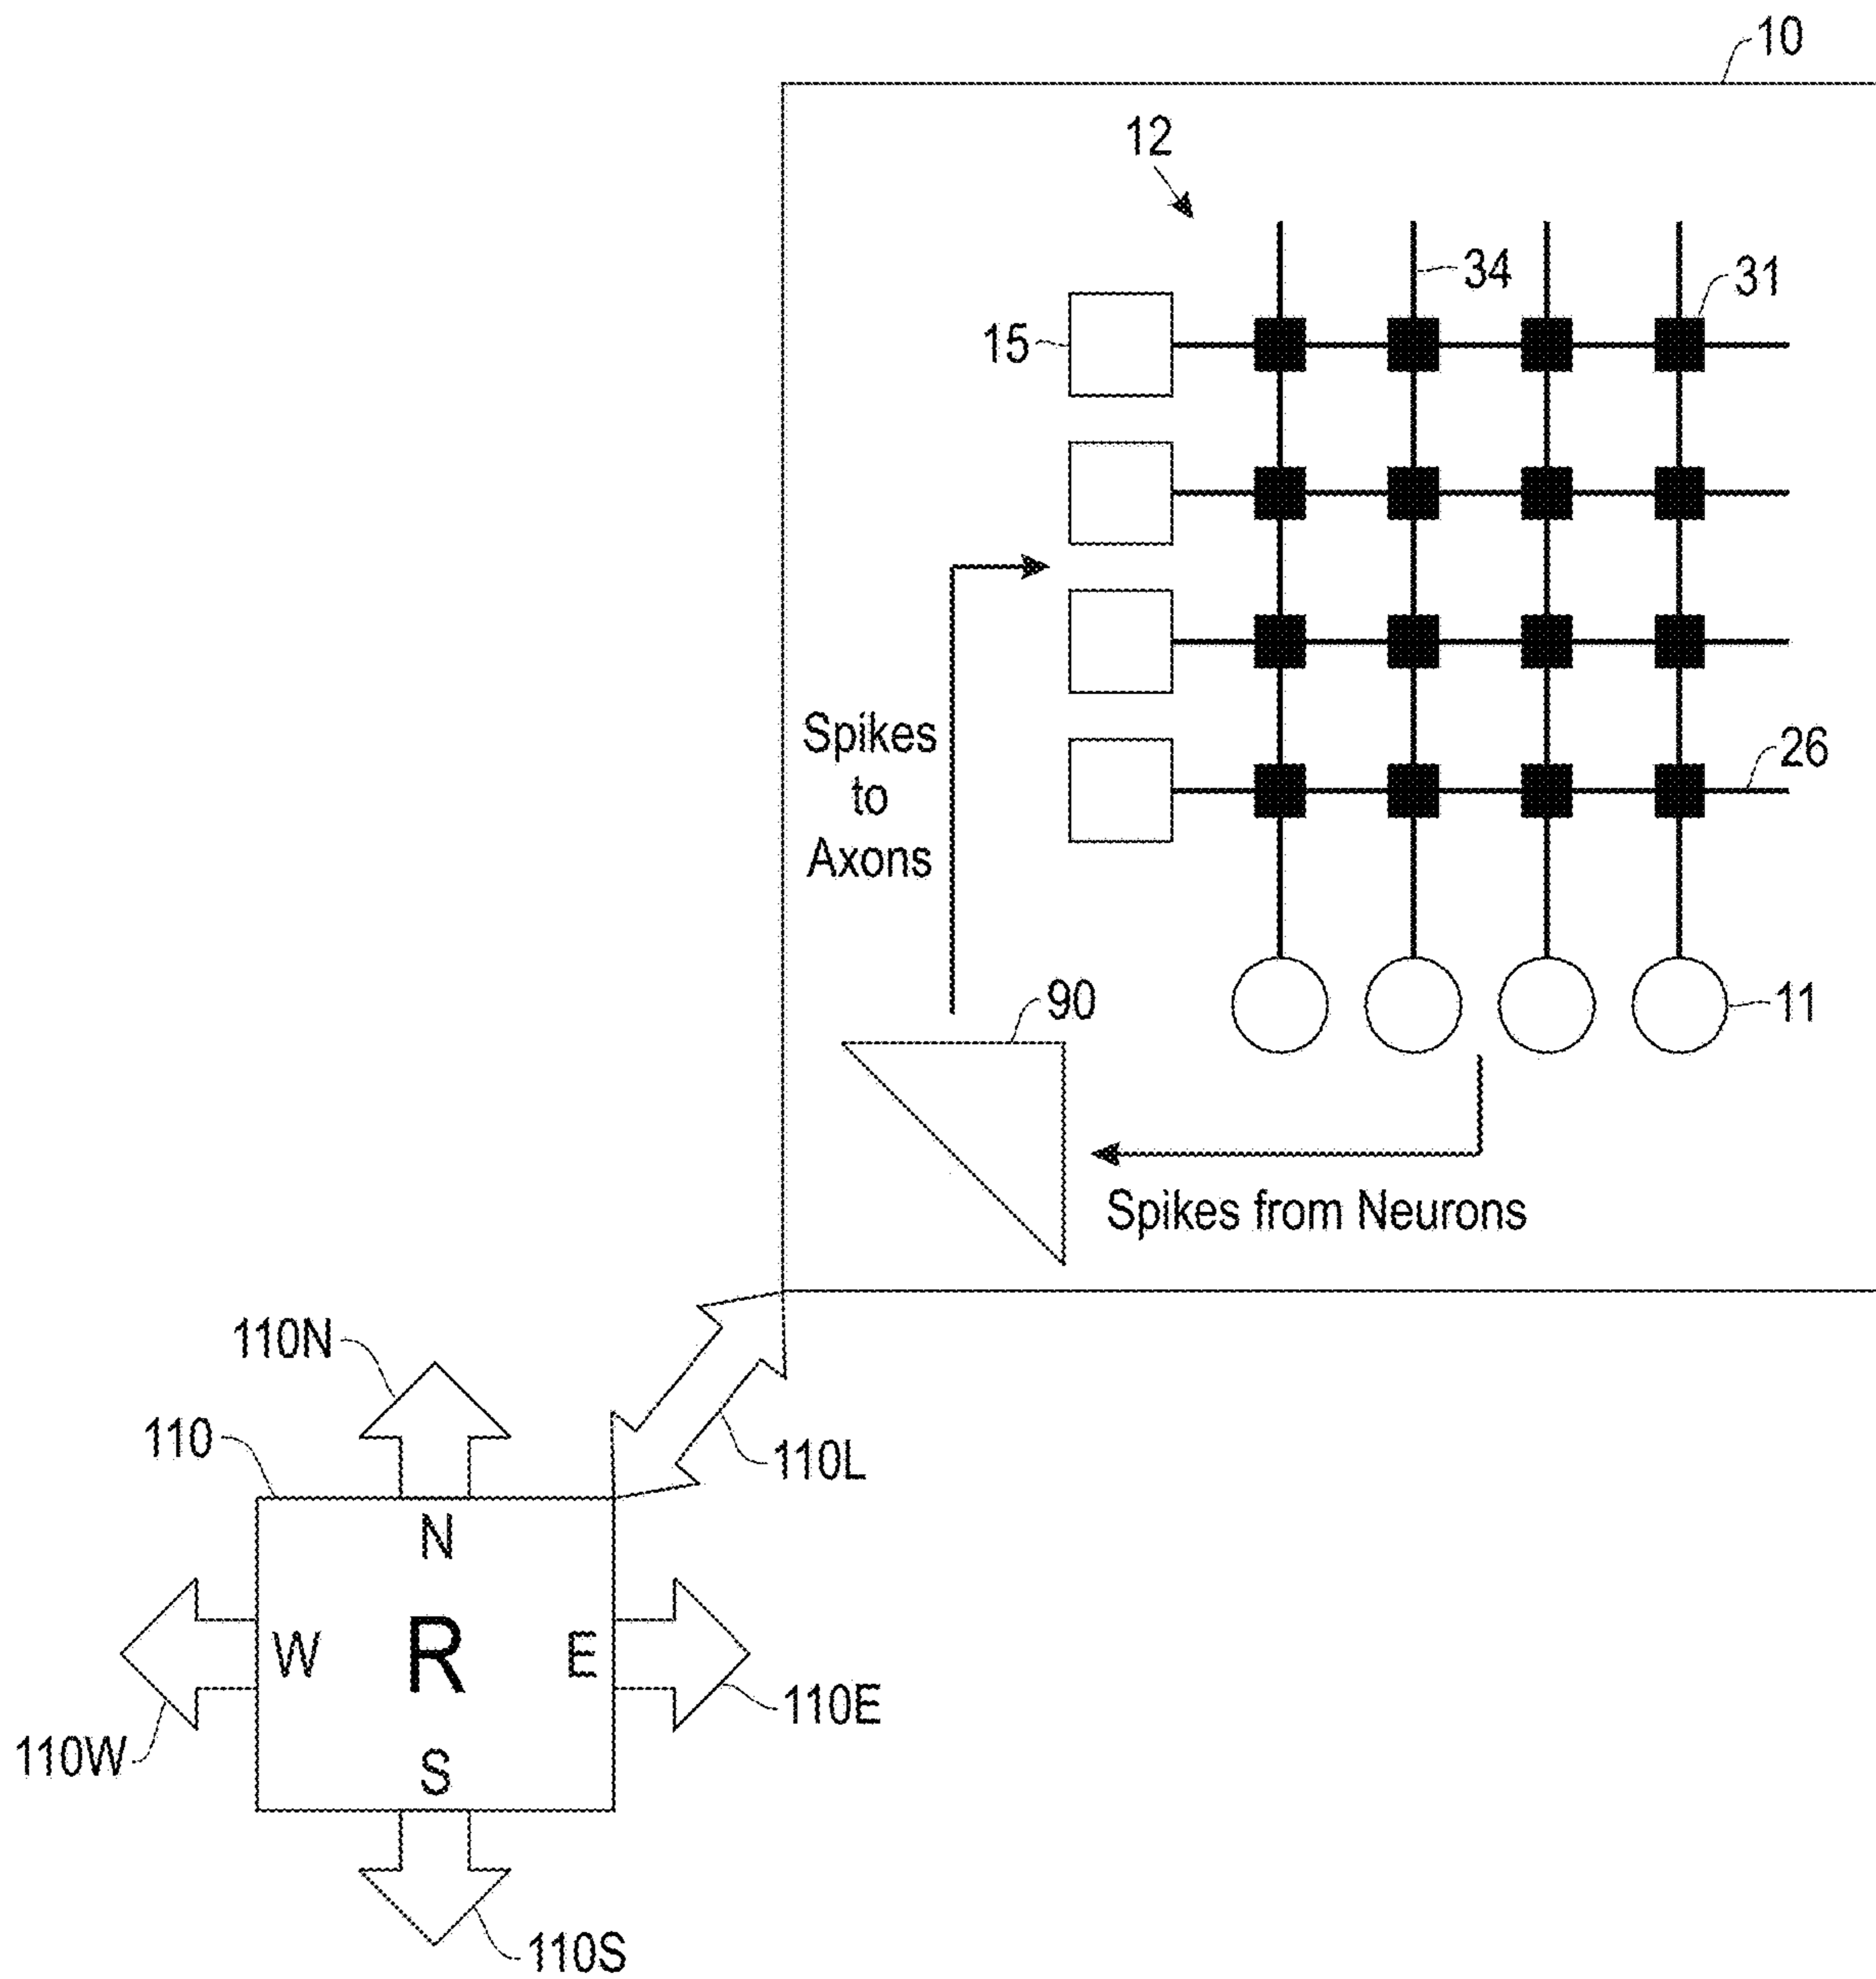 10
12
34
31
15
Spikes
to
Axons
26
90
11
Spikes from Neurons
110N
110
110L
N
W
R
E
110E
110W
S
110S